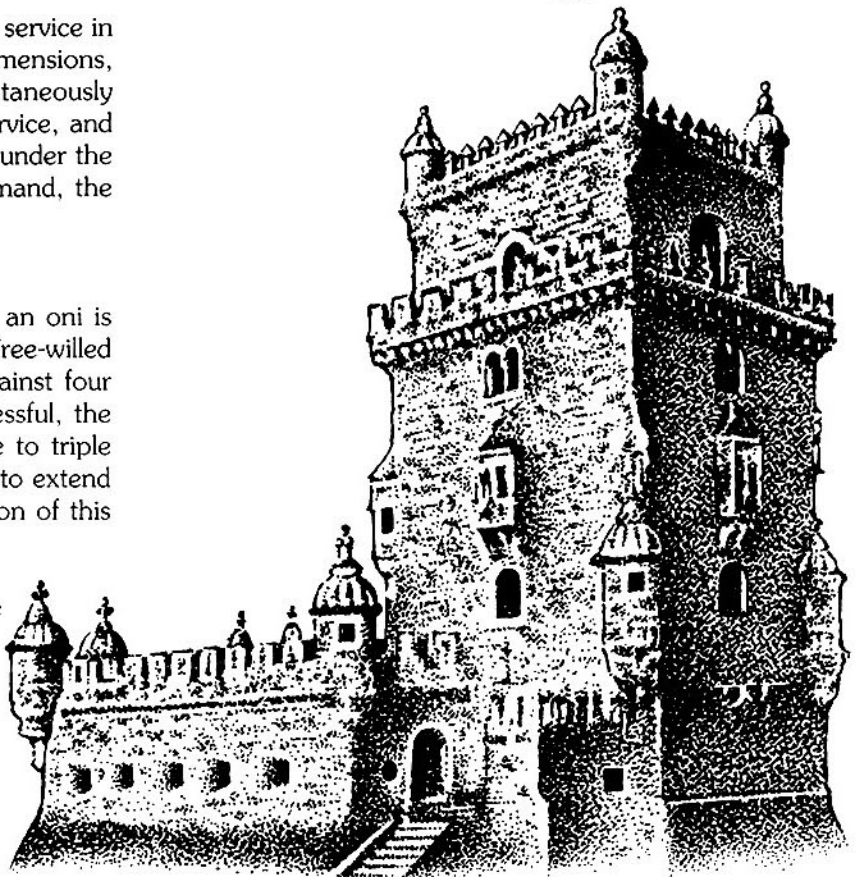 service in
mensions,
taneously
rvice, and
under the
mand, the
an oni is
ree-willed
ainst four
essful, the
e to triple
to extend
on of this